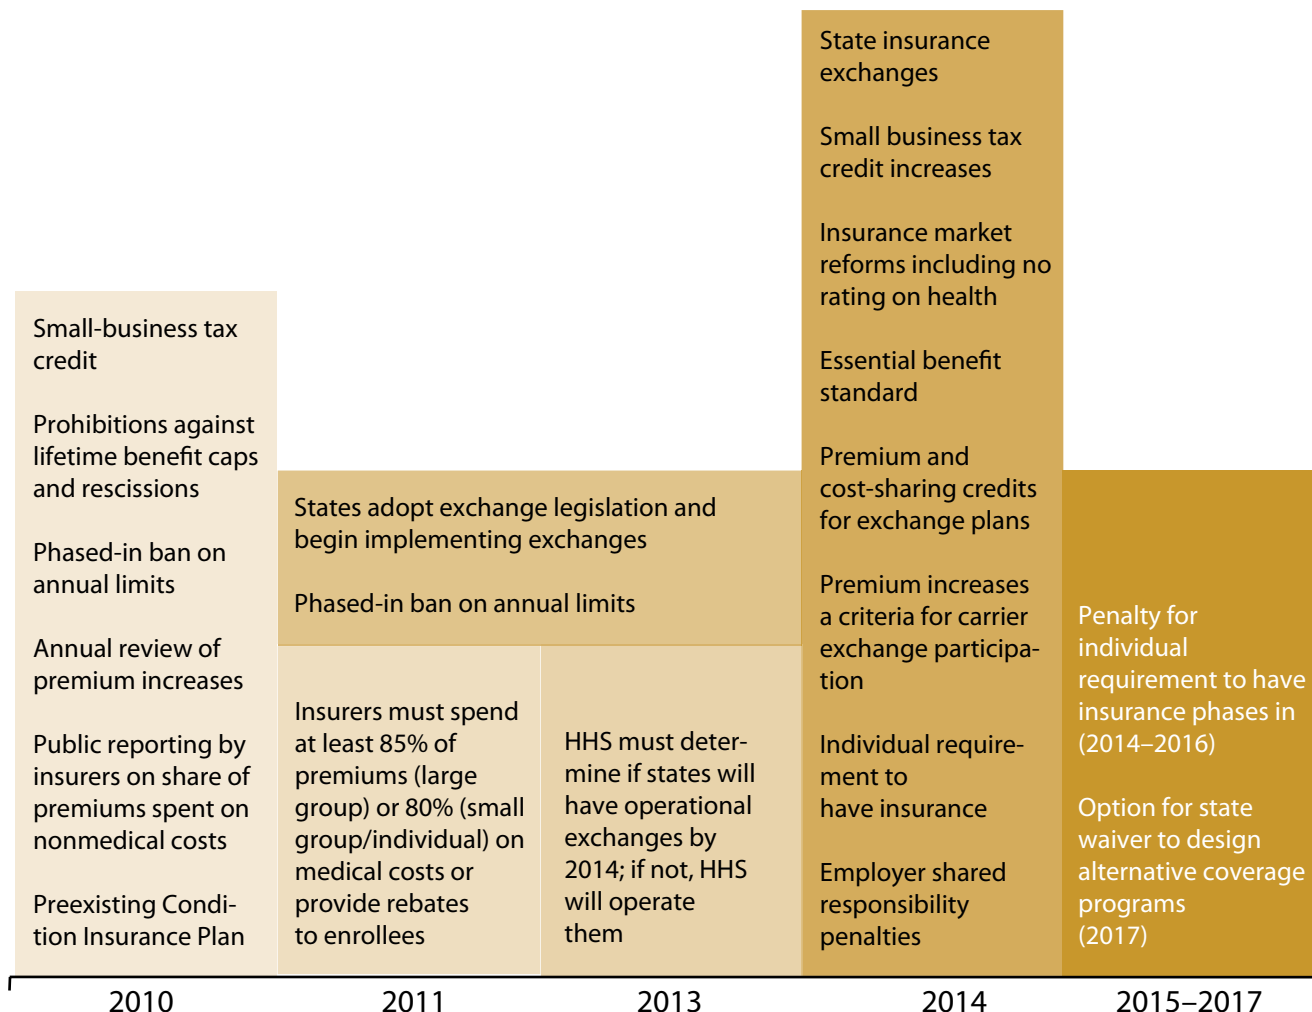 Small-business tax
credit
Prohibitions against
lifetime benefit caps
and rescissions
Phased-in ban on
annual limits
Annual review of
premium increases
Public reporting by
insurers on share of
premiums spent on
nonmedical costs
Preexisting Condi-
tion Insurance Plan
States adopt exchange legislation and
begin implementing exchanges
Phased-in ban on annual limits
Insurers must spend
at least 85% of
premiums (large
group) or 80% (small
group/individual) on
medical costs or
provide rebates
to enrollees
HHS must deter-
mine if states will
have operational
exchanges by
2014; if not, HHS
will operate
them
State insurance
exchanges
Small business tax
credit increases
Insurance market
reforms including no
rating on health
Essential benefit
standard
Premium and
cost-sharing credits
for exchange plans
Premium increases
a criteria for carrier
exchange participa-
tion
Individual require-
ment to
have insurance
Employer shared
responsibility
penalties
Penalty for
individual
requirement to have
insurance phases in
(2014–2016)
Option for state
waiver to design
alternative coverage
programs
(2017)
2010
2011
2013
2014
2015–2017